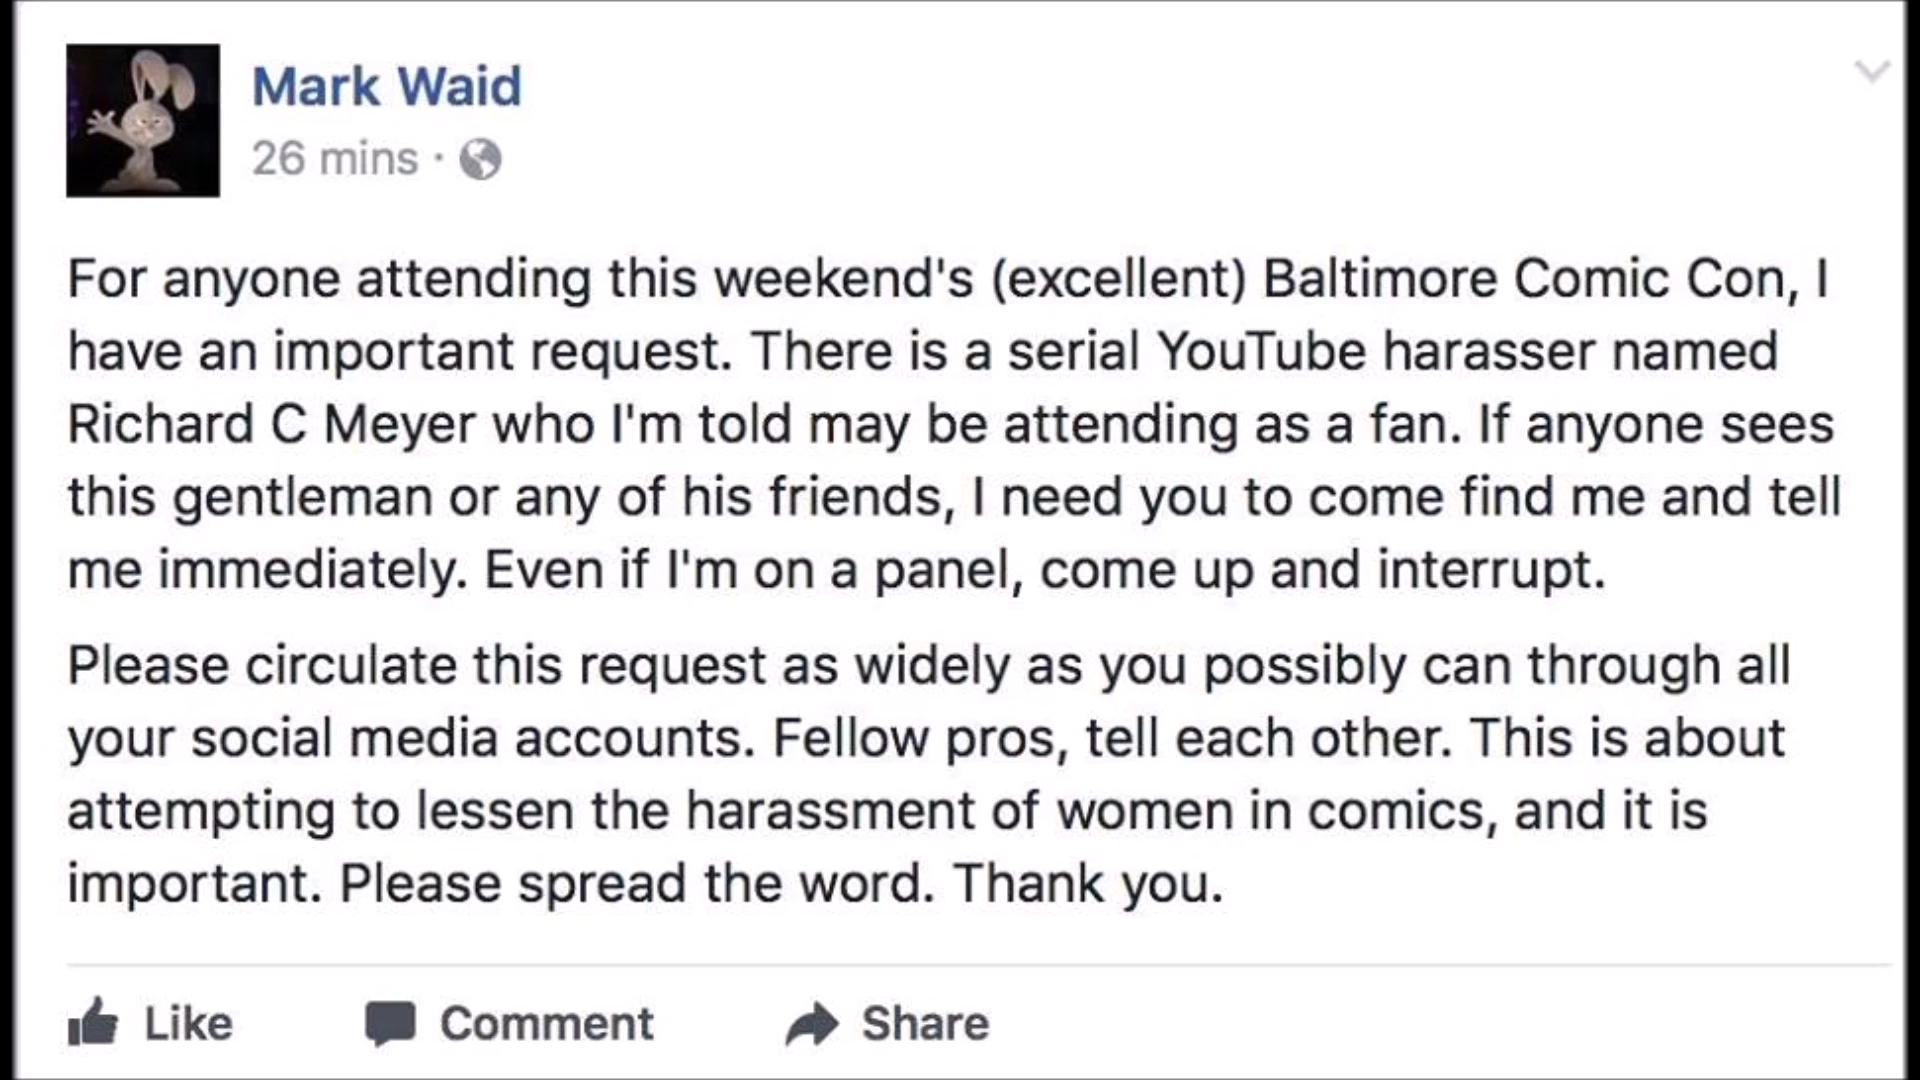 Mark Waid
26 mins ·
For anyone attending this weekend's (excellent) Baltimore Comic Con, I
have an important request. There is a serial YouTube harasser named
Richard C Meyer who I'm told may be attending as a fan. If anyone sees
this gentleman or any of his friends, I need you to come find me and tell
me immediately. Even if I'm on a panel, come up and interrupt.
Please circulate this request as widely as you possibly can through all
your social media accounts. Fellow pros, tell each other. This is about
attempting to lessen the harassment of women in comics, and it is
important. Please spread the word. Thank you.
Like Comment Share